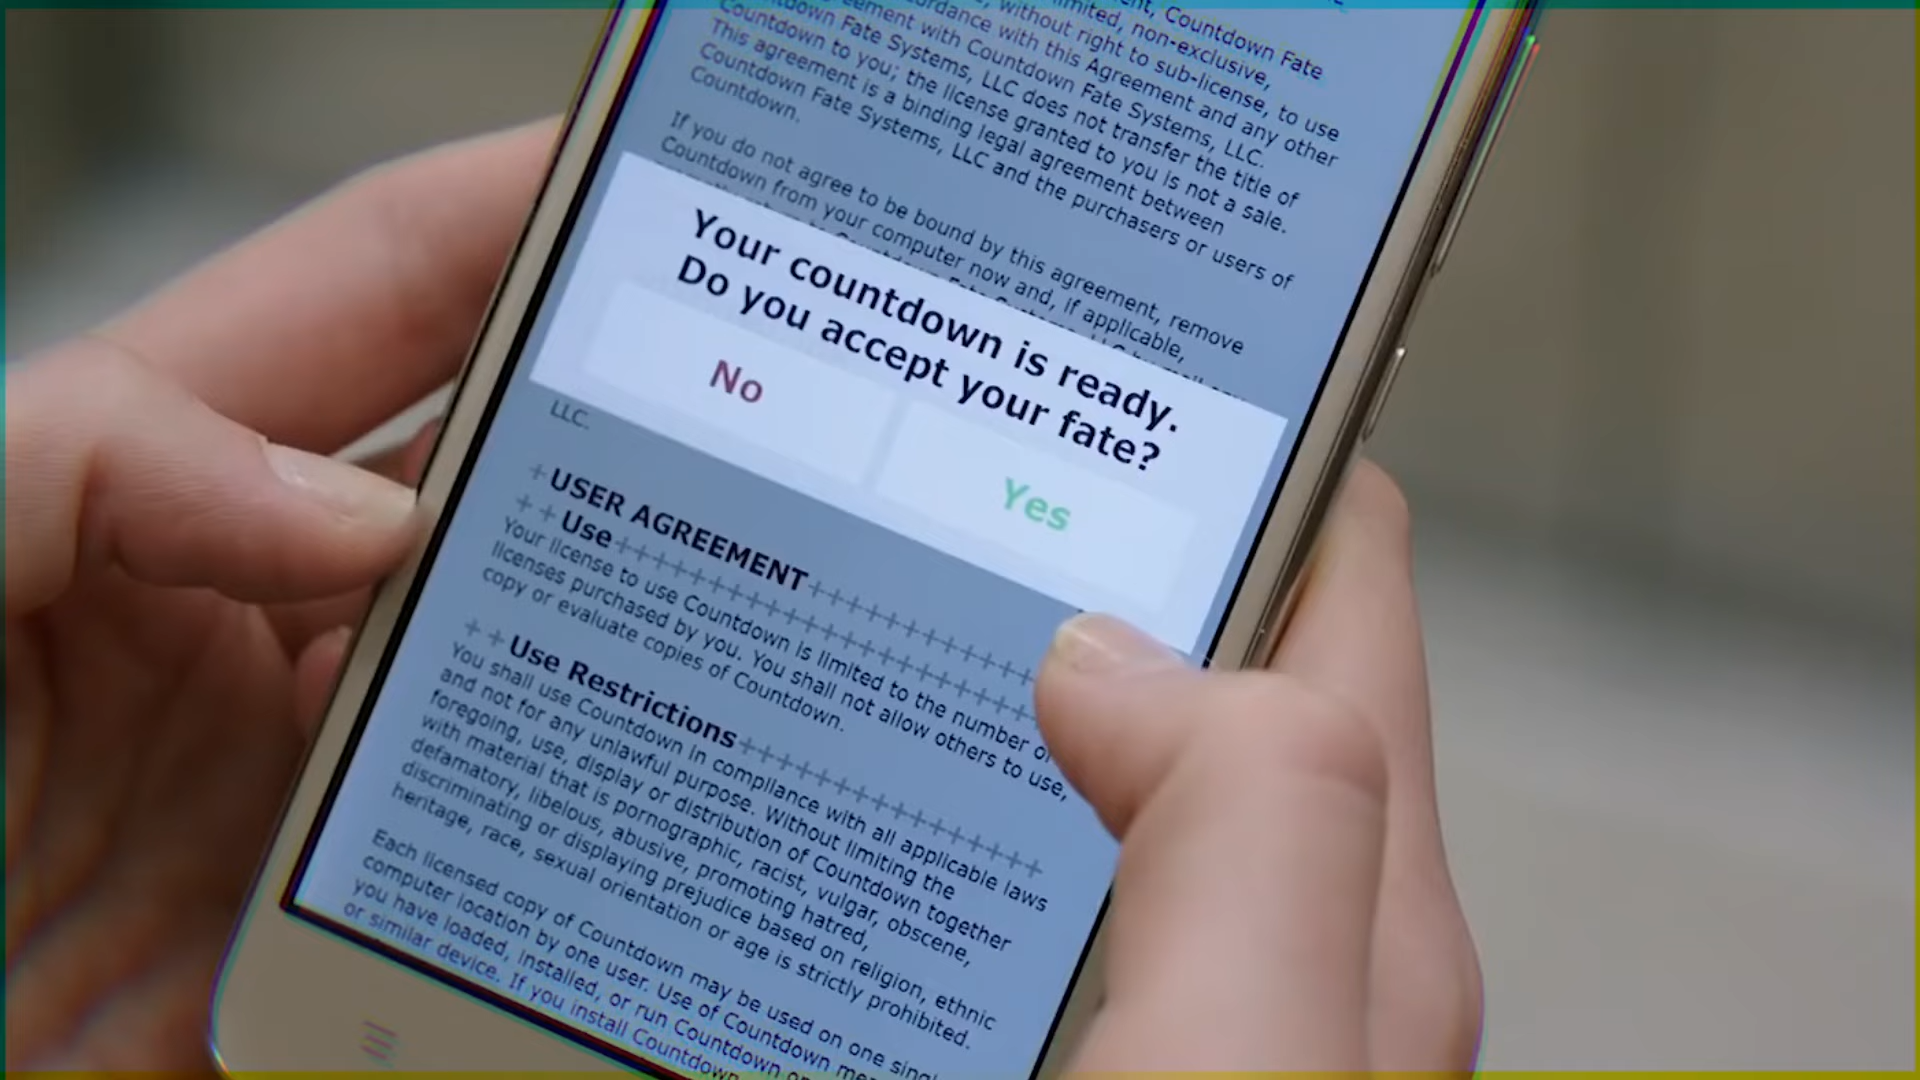 ment, Countdown Fate
limited, non-exclusive,
ordance with this Agreement and any other
without right to sub-license, to use
eement with Countdown Fate Systems, LLC.
Countdown Fate Systems, LLC does not transfer the title of
Countdown to you; the license granted to you is not a sale.
This agreement is a binding legal agreement between
Countdown Fate Systems, LLC and the purchasers or users of
Countdown.
If you do not agree to be bound by this agreement, remove
Countdown from your computer now and, if applicable,
Your countdown is ready.
Do you accept your fate?
No
Yes
LLC.
+USER AGREEMENT++++++++++++
++Use++++++++++++++++++++++
Your license to use Countdown is limited to the number of
licenses purchased by you. You shall not allow others to use,
copy or evaluate copies of Countdown.
++Use Restrictions++++++++++++++++
You shall use Countdown in compliance with all applicable laws
and not for any unlawful purpose. Without limiting the
foregoing, use, display or distribution of Countdown together
with material that is pornographic, racist, vulgar, obscene,
defamatory, libelous, abusive, promoting hatred,
discriminating or displaying prejudice based on religion, ethnic
heritage, race, sexual orientation or age is strictly prohibited.
Each licensed copy of Countdown may be used on one singl
computer location by one user. Use of Countdown me
you have loaded, installed, or run Countdown on
or similar device. If you install Countdown